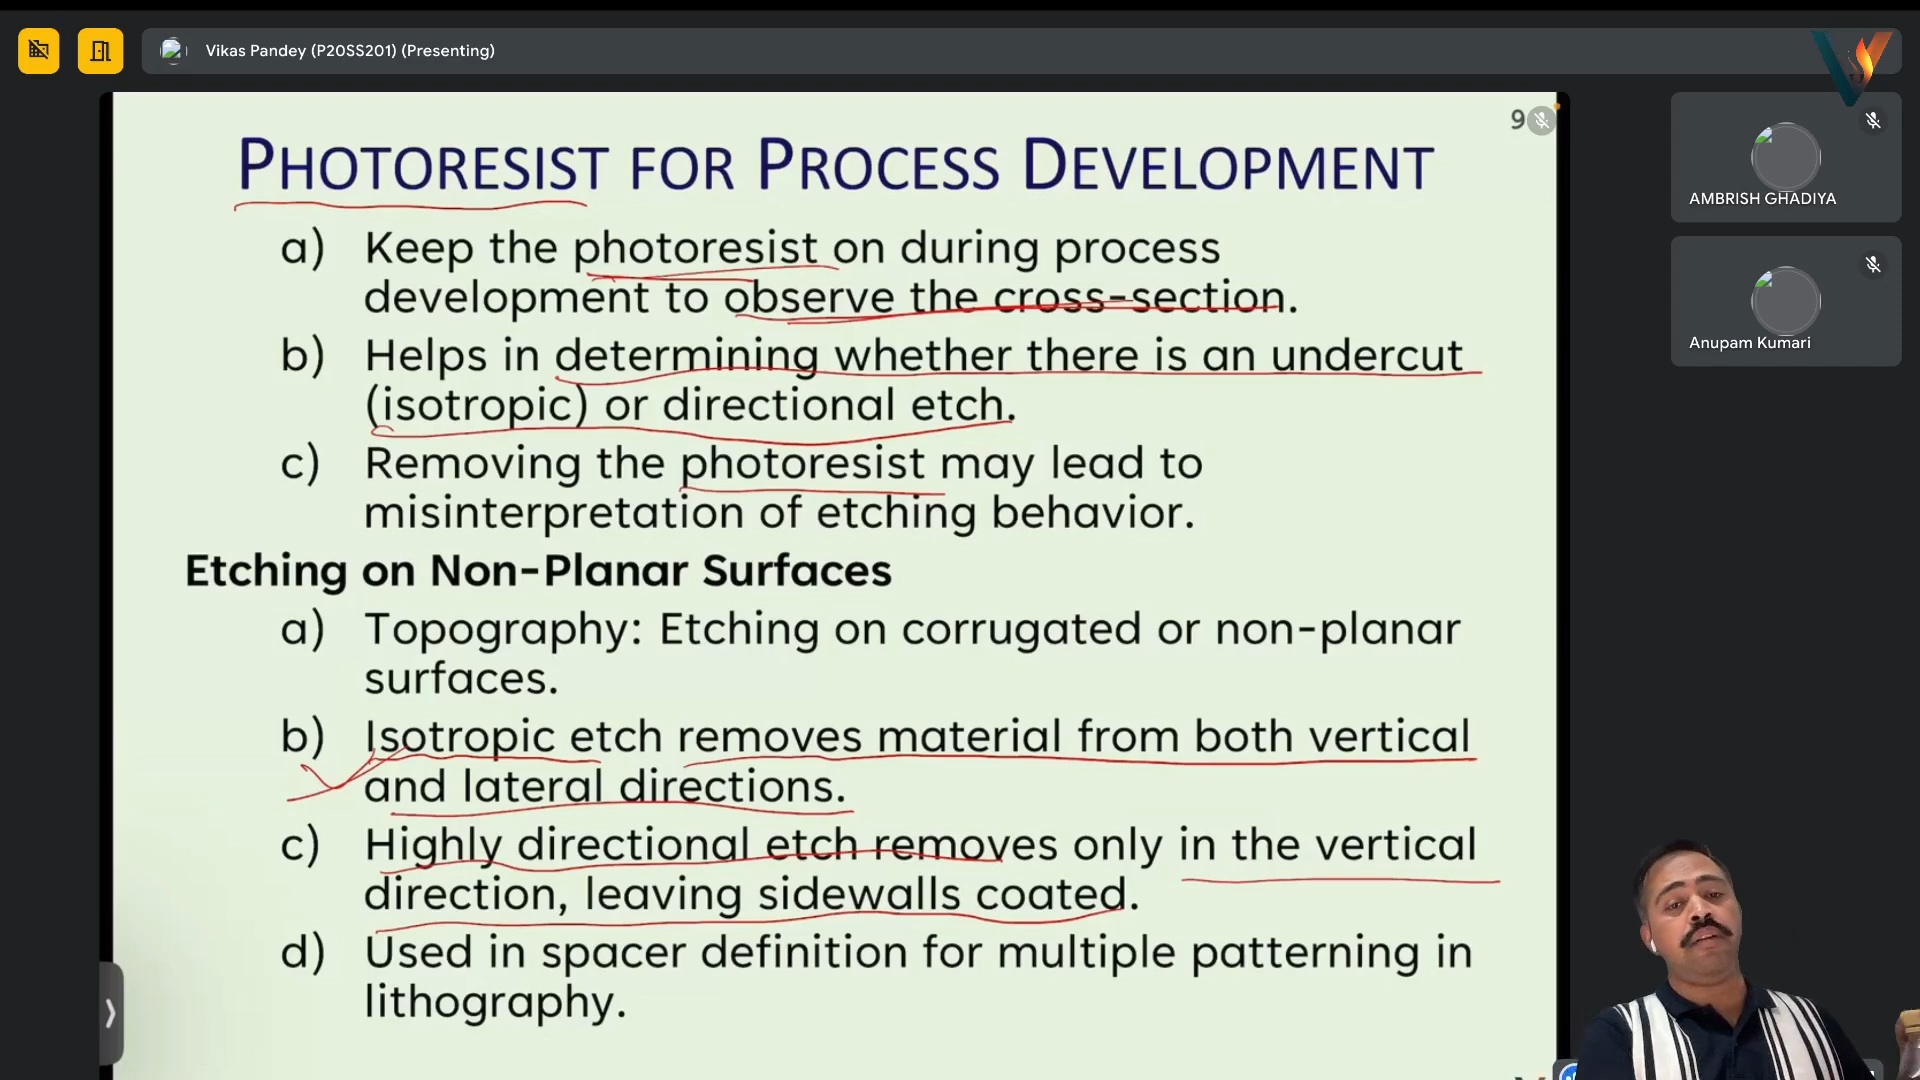 Vikas Pandey (P20SS201) (Presenting)
9
PHOTORESIST FOR PROCESS DEVELOPMENT
a) Keep the photoresist on during process
development to observe the cross-section.
b) Helps in determining whether there is an undercut
(isotropic) or directional etch.
c) Removing the photoresist may lead to
misinterpretation of etching behavior.
Etching on Non-Planar Surfaces
a) Topography: Etching on corrugated or non-planar
surfaces.
b) Isotropic etch removes material from both vertical
and lateral directions.
c) Highly directional etch removes only in the vertical
direction, leaving sidewalls coated.
d) Used in spacer definition for multiple patterning in
lithography.
AMBRISH GHADIYA
Anupam Kumari